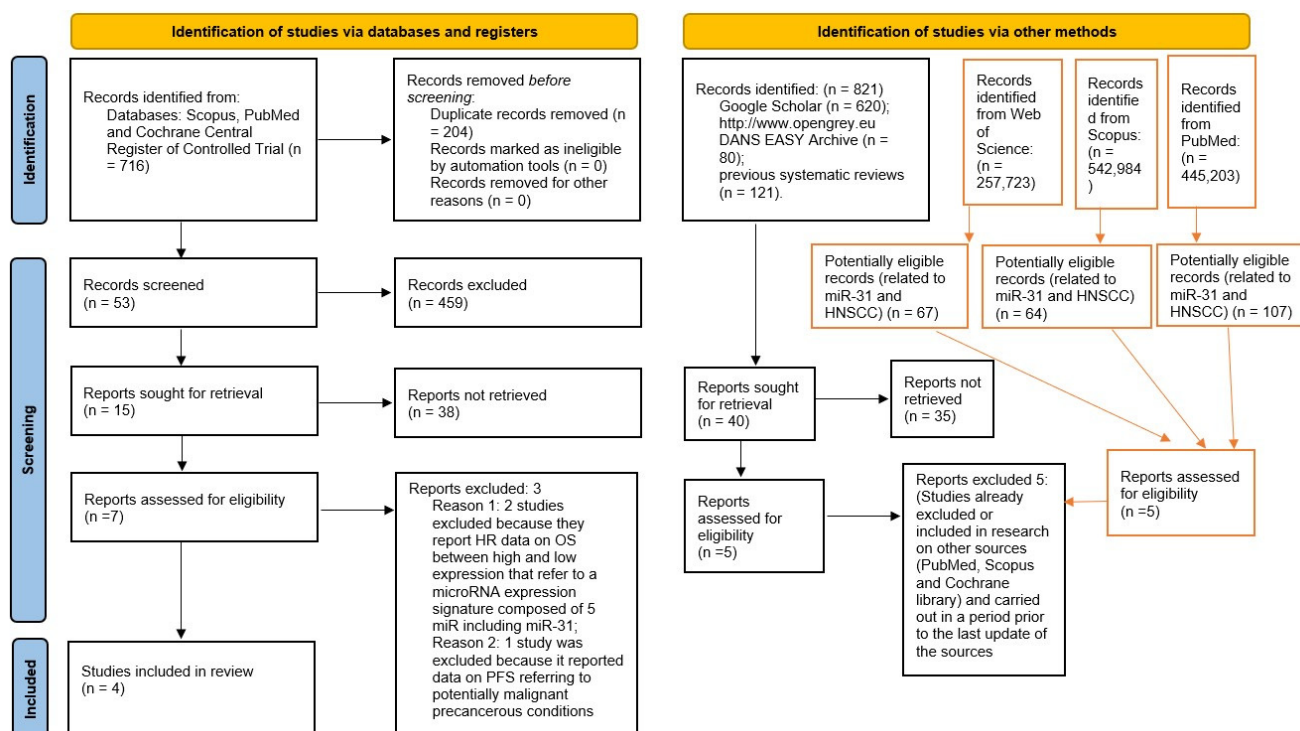 Identification of studies via databases and registers
Identification of studies via other methods
Identification
Records identified from:
Databases: Scopus, PubMed
and Cochrane Central
Register of Controlled Trial (n
= 716)
Records removed before
screening:
Duplicate records removed (n
= 204)
Records marked as ineligible
by automation tools (n = 0)
Records removed for other
reasons (n = 0)
Records identified: (n = 821)
Google Scholar (n = 620);
http://www.opengrey.eu
DANS EASY Archive (n =
80);
previous systematic reviews
(n = 121).
Records
identified
from Web
of
Science:
(n =
257,723)
Records
identifie
d from
Scopus:
(n =
542,984
)
Records
identified
from
PubMed:
(n =
445,203)
Screening
Records screened
(n = 53)
Records excluded
(n = 459)
Potentially eligible
records (related to
miR-31 and
HNSCC) (n = 67)
Potentially eligible
records (related
to miR-31 and
HNSCC)
(n = 64)
Potentially eligible
records (related to
miR-31 and
HNSCC) (n = 107)
Reports sought for retrieval
(n = 15)
Reports not retrieved
(n = 38)
Reports sought
for retrieval
(n = 40)
Reports not
retrieved
(n = 35)
Reports assessed for eligibility
(n =7)
Reports excluded: 3
Reason 1: 2 studies
excluded because they
report HR data on OS
between high and low
expression that refer to a
microRNA expression
signature composed of 5
miR including miR-31;
Reason 2: 1 study was
excluded because it reported
data on PFS referring to
potentially malignant
precancerous conditions
Reports
assessed for
eligibility
(n =5)
Reports excluded 5:
(Studies already
excluded or
included in research
on other sources
(PubMed, Scopus
and Cochrane
library) and carried
out in a period prior
to the last update of
the sources
Reports assessed
for eligibility
(n =5)
Included
Studies included in review
(n = 4)